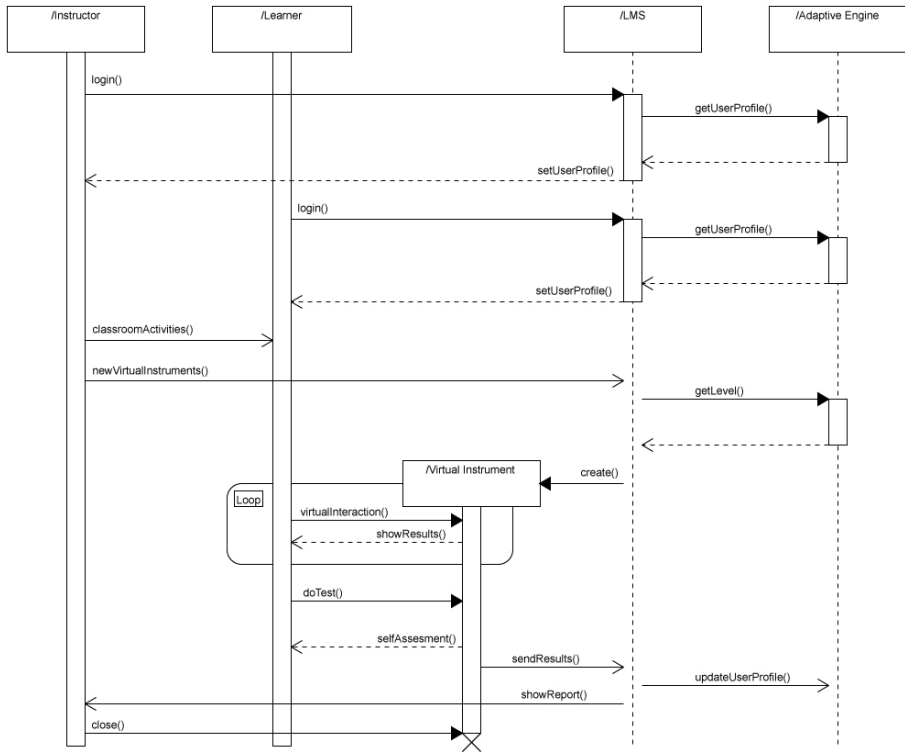 /Instructor
/Learner
/LMS
/Adaptive Engine
login()
getUserProfile()
setUserProfile()
login()
getUserProfile()
setUserProfile()
classroomActivities()
newVirtualInstruments()
getLevel()
/Virtual Instrument
create()
Loop
virtualInteraction()
showResults()
doTest()
selfAssesment()
sendResults()
updateUserProfile()
showReport()
close()